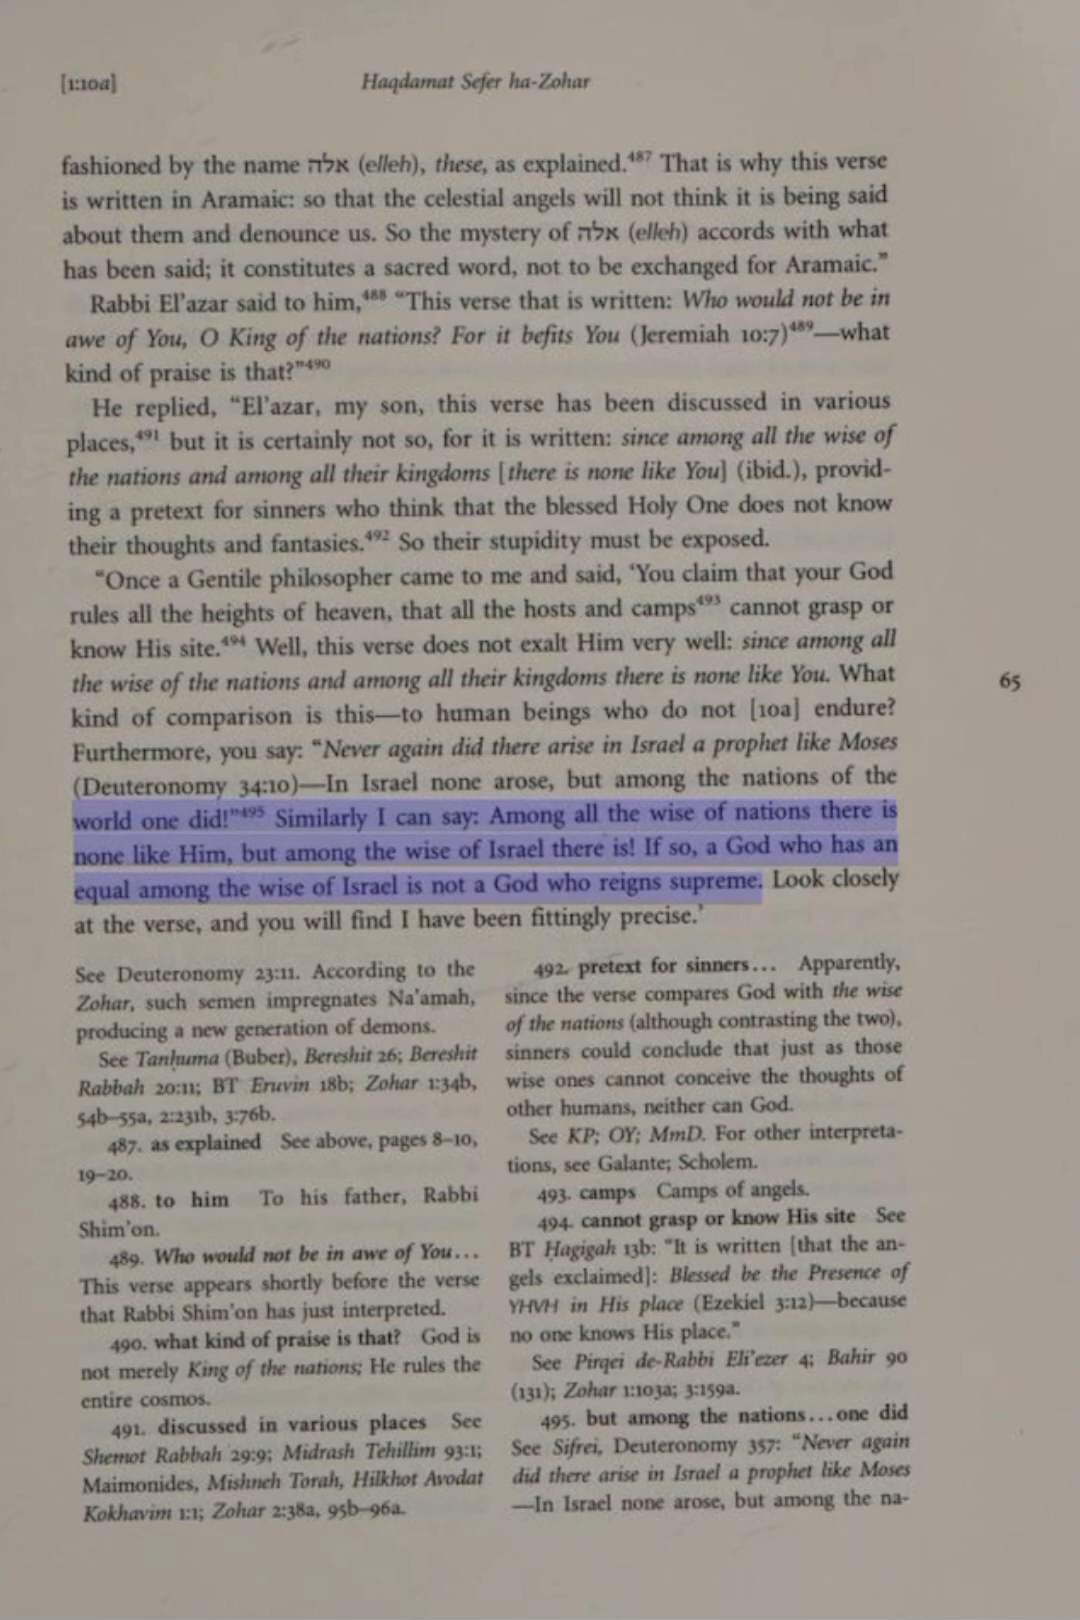 [1:10a]
Haqdamat Sefer ha-Zohar
fashioned by the name אלה (elleh), these, as explained.⁴⁸⁷ That is why this verse
is written in Aramaic: so that the celestial angels will not think it is being said
about them and denounce us. So the mystery of אלה (elleh) accords with what
has been said; it constitutes a sacred word, not to be exchanged for Aramaic.”
Rabbi El’azar said to him,⁴⁸⁸ “This verse that is written: Who would not be in
awe of You, O King of the nations? For it befits You (Jeremiah 10:7)⁴⁸⁹—what
kind of praise is that?”⁴⁹⁰
He replied, “El’azar, my son, this verse has been discussed in various
places,⁴⁹¹ but it is certainly not so, for it is written: since among all the wise of
the nations and among all their kingdoms [there is none like You] (ibid.), provid-
ing a pretext for sinners who think that the blessed Holy One does not know
their thoughts and fantasies.⁴⁹² So their stupidity must be exposed.
“Once a Gentile philosopher came to me and said, ‘You claim that your God
rules all the heights of heaven, that all the hosts and camps⁴⁹³ cannot grasp or
know His site.⁴⁹⁴ Well, this verse does not exalt Him very well: since among all
the wise of the nations and among all their kingdoms there is none like You. What
kind of comparison is this—to human beings who do not [10a] endure?
Furthermore, you say: “Never again did there arise in Israel a prophet like Moses
(Deuteronomy 34:10)—In Israel none arose, but among the nations of the
world one did!”⁴⁹⁵ Similarly I can say: Among all the wise of nations there is
none like Him, but among the wise of Israel there is! If so, a God who has an
equal among the wise of Israel is not a God who reigns supreme. Look closely
at the verse, and you will find I have been fittingly precise.’
65
See Deuteronomy 23:11. According to the
Zohar, such semen impregnates Na’amah,
producing a new generation of demons.
See Tanḥuma (Buber), Bereshit 26; Bereshit
Rabbah 20:11; BT Eruvin 18b; Zohar 1:34b,
54b–55a, 2:231b, 3:76b.
487. as explained See above, pages 8–10,
19–20.
488. to him To his father, Rabbi
Shim’on.
489. Who would not be in awe of You...
This verse appears shortly before the verse
that Rabbi Shim’on has just interpreted.
490. what kind of praise is that? God is
not merely King of the nations; He rules the
entire cosmos.
491. discussed in various places See
Shemot Rabbah 29:9; Midrash Tehillim 93:1;
Maimonides, Mishneh Torah, Hilkhot Avodat
Kokhavim 1:1; Zohar 2:38a, 95b–96a.
492. pretext for sinners... Apparently,
since the verse compares God with the wise
of the nations (although contrasting the two),
sinners could conclude that just as those
wise ones cannot conceive the thoughts of
other humans, neither can God.
See KP; OY; MmD. For other interpreta-
tions, see Galante; Scholem.
493. camps Camps of angels.
494. cannot grasp or know His site See
BT Ḥagigah 13b: “It is written [that the an-
gels exclaimed]: Blessed be the Presence of
YHVH in His place (Ezekiel 3:12)—because
no one knows His place.”
See Pirqei de-Rabbi Eli’ezer 4; Bahir 90
(131); Zohar 1:103a; 3:159a.
495. but among the nations...one did
See Sifrei, Deuteronomy 357: “Never again
did there arise in Israel a prophet like Moses
—In Israel none arose, but among the na-